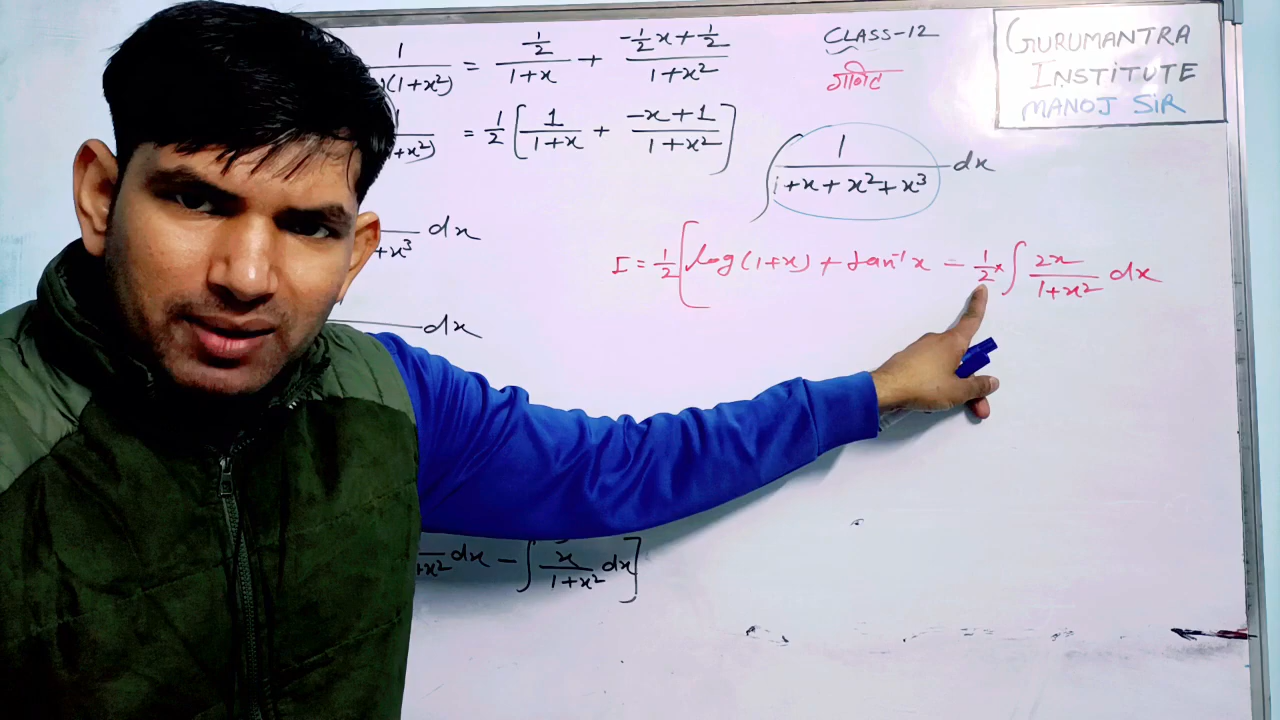 1/(1+x²) = (1/2)/(1+x) + (-1/2x+1/2)/(1+x²)
= 1/2[1/(1+x) + (-x+1)/(1+x²)]
CLASS-12
गणित
GURUMANTRA
INSTITUTE
MANOJ SIR
∫ 1/(1+x+x²+x³) dx
+x³ dx
dx
I = 1/2[log(1+x) + tan⁻¹x - 1/2 × ∫ 2x/(1+x²) dx
+x² dx - ∫ x/(1+x²) dx]